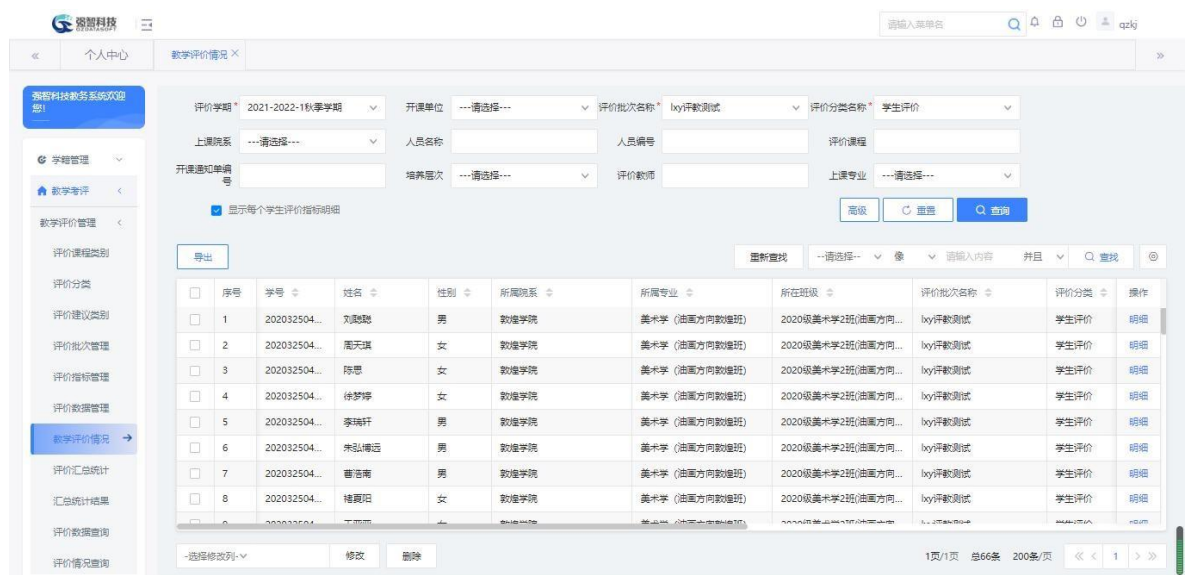 强智科技
QZDATASOFT
请输入菜单名
qzkj
个人中心
教学评价情况
强智科技教务系统欢迎
您!
学籍管理
教学考评
教学评价管理
评价课程类别
评价分类
评价建议类别
评价批次管理
评价指标管理
评价数据管理
教学评价情况
评价汇总统计
汇总统计结果
评价数据查询
评价情况查询
评价学期* 2021-2022-1秋季学期 开课单位 ---请选择--- 评价批次名称* lxy评教测试 评价分类名称* 学生评价
上课院系 ---请选择--- 人员名称 人员编号 评价课程
开课通知单编
号
培养层次 ---请选择--- 评价教师 上课专业 ---请选择---
显示每个学生评价指标明细 高级 重置 查询
导出 重新查找 --请选择-- 像 请输入内容 并且 查找
序号 学号 姓名 性别 所属院系 所属专业 所在班级 评价批次名称 评价分类 操作
1 202032504... 刘聪聪 男 敦煌学院 美术学 (油画方向敦煌班) 2020级美术学2班(油画方向... lxy评教测试 学生评价 明细
2 202032504... 周天琪 女 敦煌学院 美术学 (油画方向敦煌班) 2020级美术学2班(油画方向... lxy评教测试 学生评价 明细
3 202032504... 陈思 女 敦煌学院 美术学 (油画方向敦煌班) 2020级美术学2班(油画方向... lxy评教测试 学生评价 明细
4 202032504... 徐梦婷 女 敦煌学院 美术学 (油画方向敦煌班) 2020级美术学2班(油画方向... lxy评教测试 学生评价 明细
5 202032504... 李瑞轩 男 敦煌学院 美术学 (油画方向敦煌班) 2020级美术学2班(油画方向... lxy评教测试 学生评价 明细
6 202032504... 朱弘博远 男 敦煌学院 美术学 (油画方向敦煌班) 2020级美术学2班(油画方向... lxy评教测试 学生评价 明细
7 202032504... 曹浩南 男 敦煌学院 美术学 (油画方向敦煌班) 2020级美术学2班(油画方向... lxy评教测试 学生评价 明细
8 202032504... 褚夏阳 女 敦煌学院 美术学 (油画方向敦煌班) 2020级美术学2班(油画方向... lxy评教测试 学生评价 明细
-选择修改列- 修改 删除 1页/1页 总66条 200条/页 1